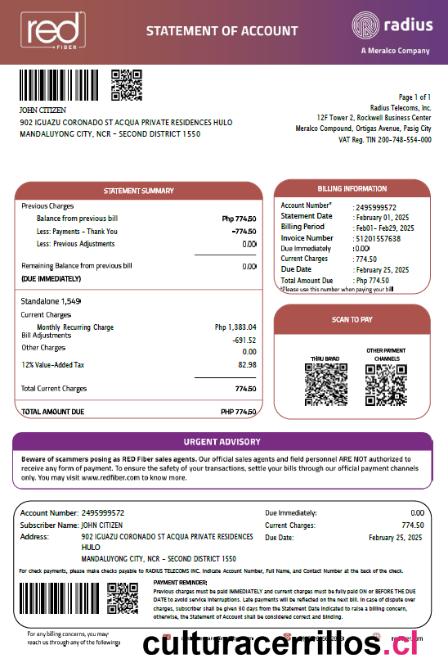 red
FIBER
STATEMENT OF ACCOUNT
radius
A Meralco Company
JOHN CITIZEN
902 IGUAZU CORONADO ST ACQUA PRIVATE RESIDENCES HULO
MANDALUYONG CITY, NCR – SECOND DISTRICT 1550
Page 1 of 1
Radius Telecoms, Inc.
12F Tower 2, Rockwell Business Center
Meralco Compound, Ortigas Avenue, Pasig City
VAT Reg. TIN 200-748-554-000
STATEMENT SUMMARY
Previous Charges
Balance from previous bill Php 774.50
Less: Payments – Thank You –774.50
Less: Previous Adjustments 0.00
Remaining Balance from previous bill 0.00
(DUE IMMEDIATELY)
Standalone 1,549
Current Charges
Monthly Recurring Charge Php 1,383.04
Bill Adjustments -691.52
Other Charges 0.00
12% Value-Added Tax 82.98
Total Current Charges 774.50
TOTAL AMOUNT DUE PHP 774.50
BILLING INFORMATION
Account Number* : 2495999572
Statement Date : February 01, 2025
Billing Period : Feb01– Feb29, 2025
Invoice Number : S1201557638
Due Immediately : 0.00
Current Charges : 774.50
Due Date : February 25, 2025
Total Amount Due : Php 774.50
*Please use this number when paying your bill
SCAN TO PAY
THRU BAYAD
OTHER PAYMENT
CHANNELS
URGENT ADVISORY
Beware of scammers posing as RED Fiber sales agents. Our official sales agents and field personnel ARE NOT authorized to
receive any form of payment. To ensure the safety of your transactions, settle your bills through our official payment channels
only. You may visit www.redfiber.com to know more.
Account Number: 2495999572
Subscriber Name: JOHN CITIZEN
Address: 902 IGUAZU CORONADO ST ACQUA PRIVATE RESIDENCES
HULO
MANDALUYONG CITY, NCR – SECOND DISTRICT 1550
Due Immediately: 0.00
Current Charges: 774.50
Due Date: February 25, 2025
For check payments, please make checks payable to RADIUS TELECOMS INC. Indicate Account Number, Full Name, and Contact Number at the back of the check.
PAYMENT REMINDER:
Previous charges must be paid IMMEDIATELY and current charges must be fully paid ON or BEFORE THE DUE
DATE to avoid service interruptions. Late payments will be reflected on the next bill. In case of dispute over
charges, subscriber shall be given 60 days from the Statement Date indicated to raise a billing concern,
otherwise, the Statement of Account shall be considered correct and binding.
For any billing concerns, you may
reach us through any of the following:
culturacerrillos.cl